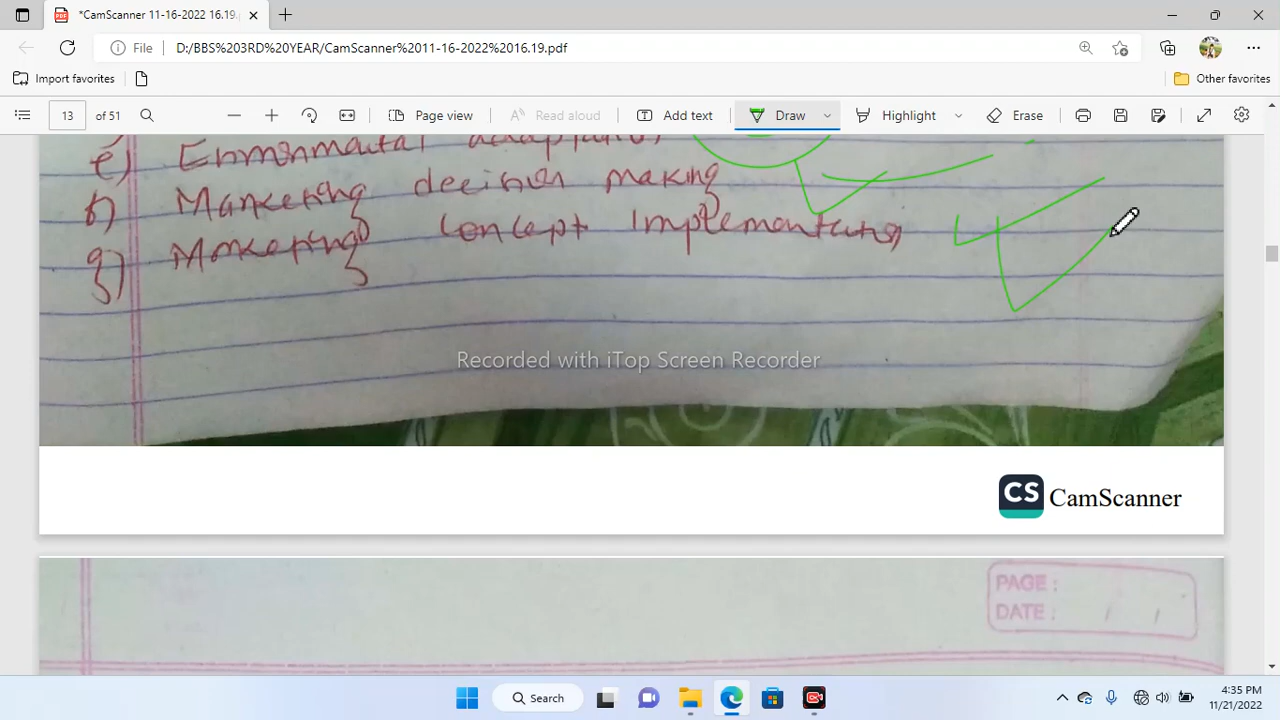 *CamScanner 11-16-2022 16.19.p
File D:/BBS%203RD%20YEAR/CamScanner%2011-16-2022%2016.19.pdf
Import favorites Other favorites
13 of 51 Page view Read aloud Add text Draw Highlight Erase
e)
f) Marketing decision making
g) Marketing concept Implementing
Recorded with iTop Screen Recorder
CS CamScanner
PAGE :
DATE : / /
Search
4:35 PM
11/21/2022